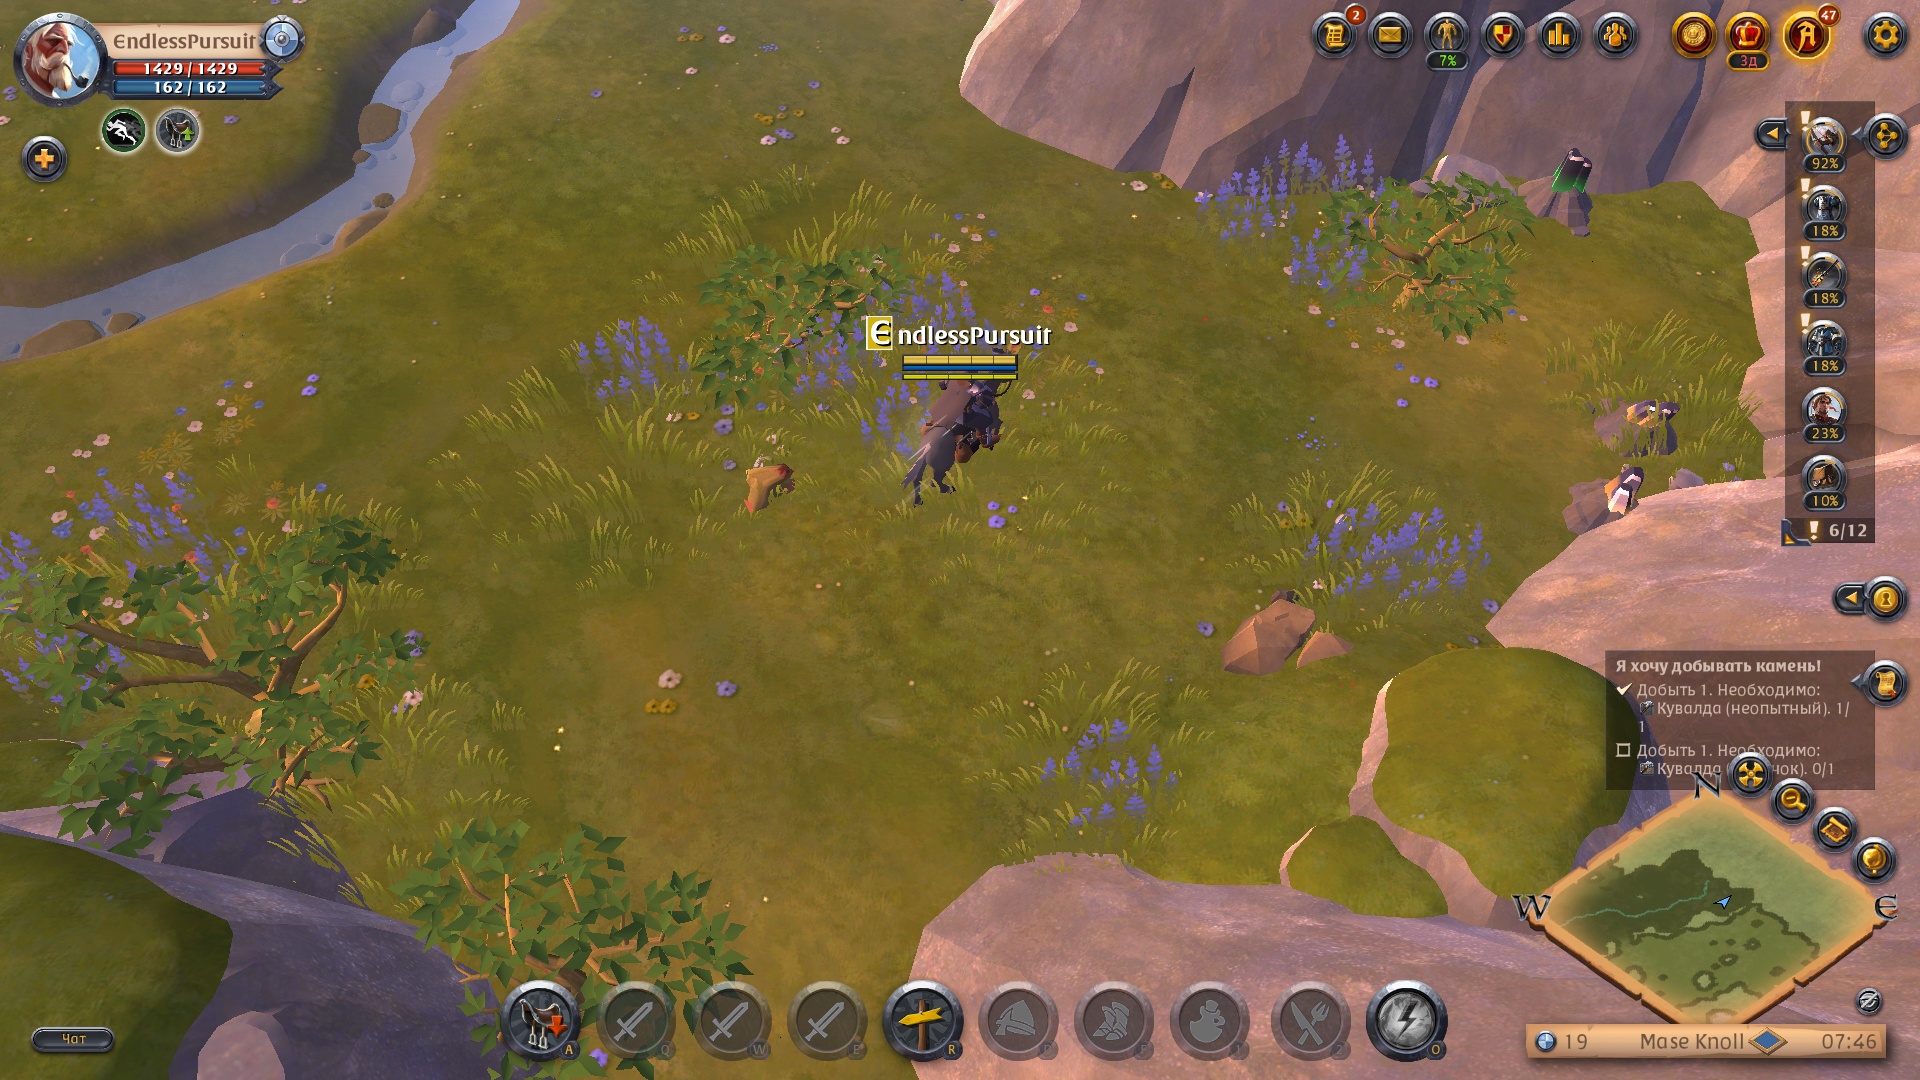 EndlessPursuit
1429 / 1429
162 / 162
2
7%
3д
47
92%
18%
18%
18%
23%
10%
6/12
EndlessPursuit
Я хочу добывать камень!
Добыть 1. Необходимо:
Кувалда (неопытный). 1/
1
Добыть 1. Необходимо:
Кувалда чок). 0/1
N
W
E
Чат
A
Q
W
E
R
F
O
19
Mase Knoll
07:46